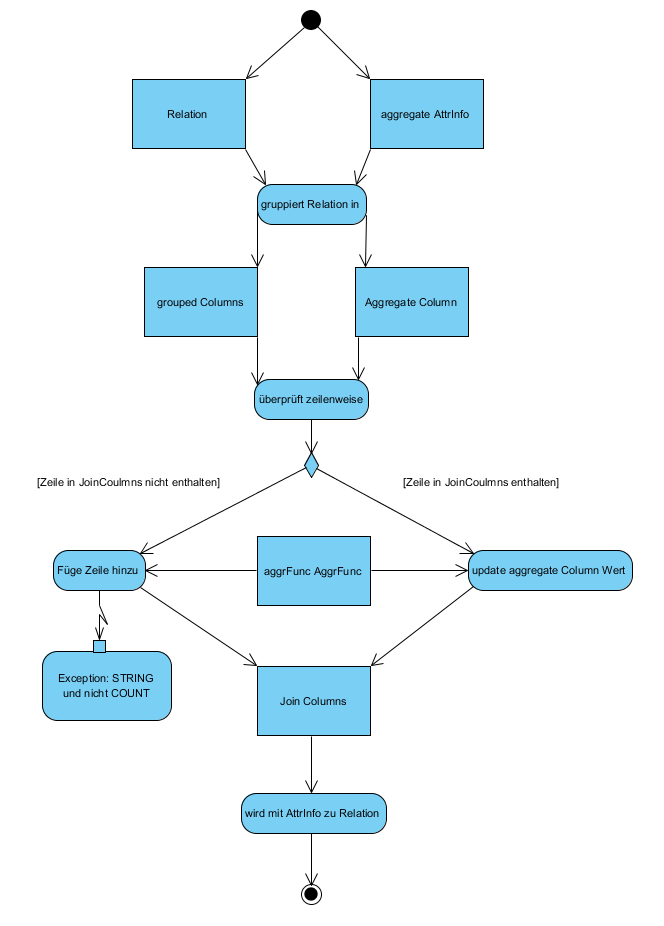 Relation
aggregate AttrInfo
gruppiert Relation in
grouped Columns
Aggregate Column
überprüft zeilenweise
[Zeile in JoinCoulmns nicht enthalten]
[Zeile in JoinCoulmns enthalten]
Füge Zeile hinzu
aggrFunc AggrFunc
update aggregate Column Wert
Exception: STRING
und nicht COUNT
Join Columns
wird mit AttrInfo zu Relation